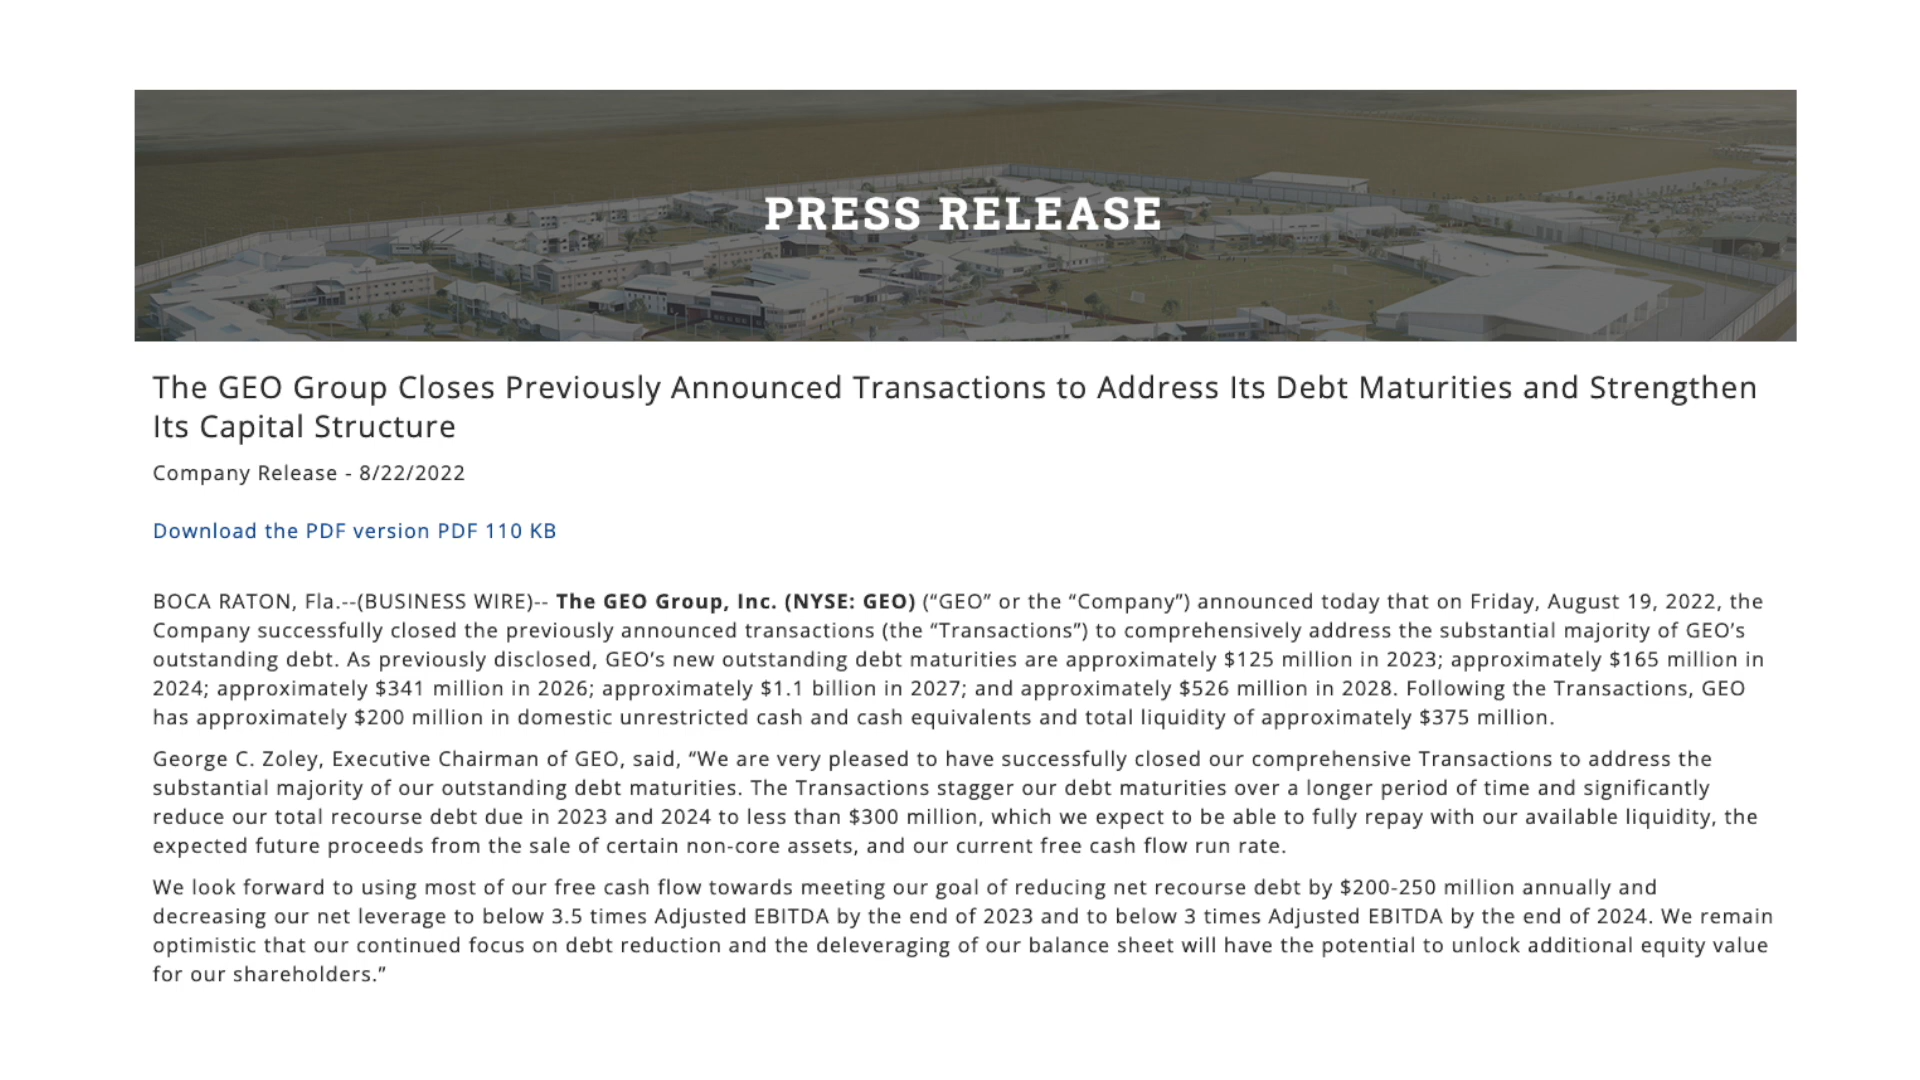 PRESS RELEASE
The GEO Group Closes Previously Announced Transactions to Address Its Debt Maturities and Strengthen
Its Capital Structure
Company Release - 8/22/2022
Download the PDF version PDF 110 KB
BOCA RATON, Fla.--(BUSINESS WIRE)-- The GEO Group, Inc. (NYSE: GEO) (“GEO” or the “Company”) announced today that on Friday, August 19, 2022, the
Company successfully closed the previously announced transactions (the “Transactions”) to comprehensively address the substantial majority of GEO’s
outstanding debt. As previously disclosed, GEO’s new outstanding debt maturities are approximately $125 million in 2023; approximately $165 million in
2024; approximately $341 million in 2026; approximately $1.1 billion in 2027; and approximately $526 million in 2028. Following the Transactions, GEO
has approximately $200 million in domestic unrestricted cash and cash equivalents and total liquidity of approximately $375 million.
George C. Zoley, Executive Chairman of GEO, said, “We are very pleased to have successfully closed our comprehensive Transactions to address the
substantial majority of our outstanding debt maturities. The Transactions stagger our debt maturities over a longer period of time and significantly
reduce our total recourse debt due in 2023 and 2024 to less than $300 million, which we expect to be able to fully repay with our available liquidity, the
expected future proceeds from the sale of certain non-core assets, and our current free cash flow run rate.
We look forward to using most of our free cash flow towards meeting our goal of reducing net recourse debt by $200-250 million annually and
decreasing our net leverage to below 3.5 times Adjusted EBITDA by the end of 2023 and to below 3 times Adjusted EBITDA by the end of 2024. We remain
optimistic that our continued focus on debt reduction and the deleveraging of our balance sheet will have the potential to unlock additional equity value
for our shareholders.”